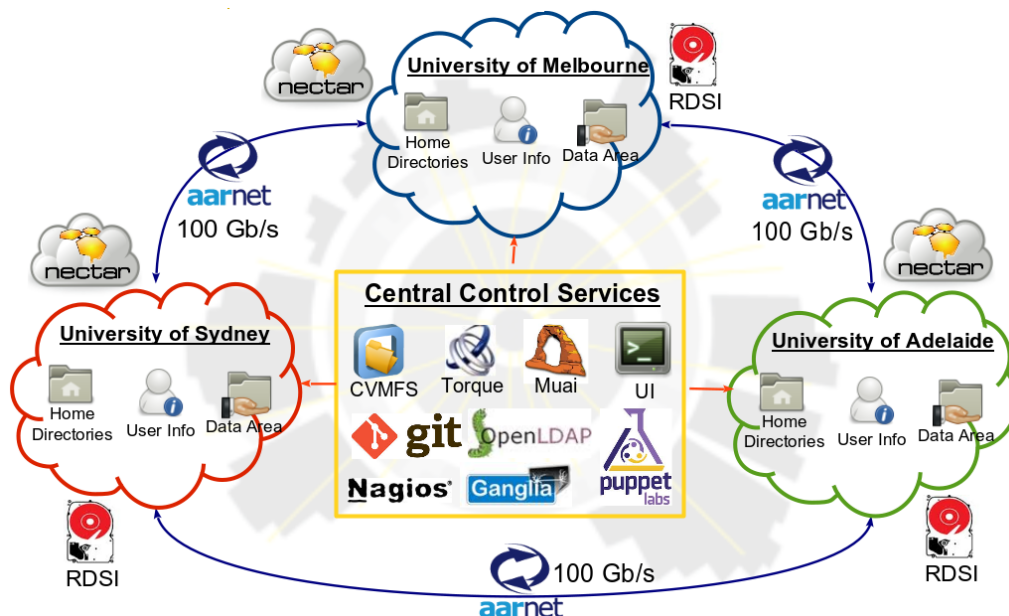 University of Melbourne
nectar
RDSI
Home
Directories
User Info
Data Area
aarnet
100 Gb/s
aarnet
100 Gb/s
nectar
nectar
Central Control Services
CVMFS
Torque
Muai
UI
git
OpenLDAP
Nagios®
Ganglia
puppet
labs
University of Sydney
Home
Directories
User Info
Data Area
RDSI
University of Adelaide
Home
Directories
User Info
Data Area
RDSI
100 Gb/s
aarnet